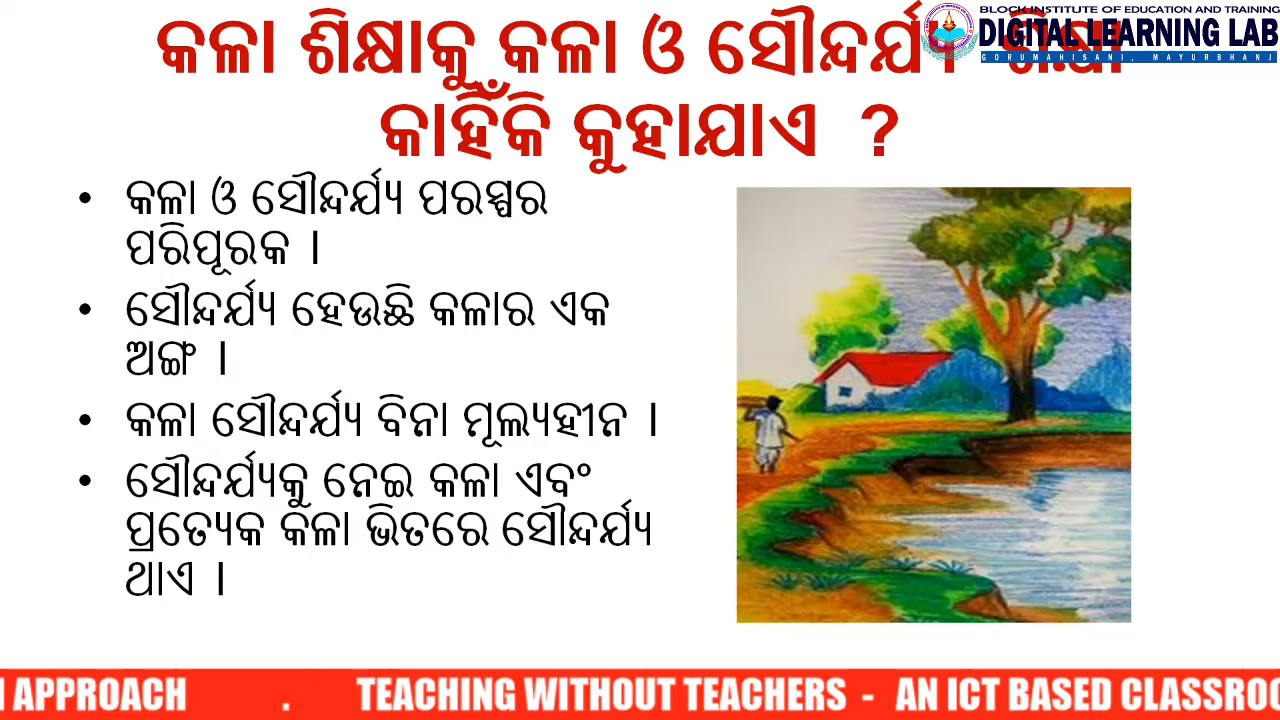 କଳା ଶିକ୍ଷାକୁ କଳା ଓ ସୌନ୍ଦର୍ଯ୍ୟ ଶିକ୍ଷା
କାହିଁକି କୁହାଯାଏ ?
BLOCK INSTITUTE OF EDUCATION AND TRAINING
DIGITAL LEARNING LAB
GORUMAHISANI, MAYURBHANJ
• କଳା ଓ ସୌନ୍ଦର୍ଯ୍ୟ ପରସ୍ପର
ପରିପୂରକ ।
• ସୌନ୍ଦର୍ଯ୍ୟ ହେଉଛି କଳାର ଏକ
ଅଙ୍ଗ ।
• କଳା ସୌନ୍ଦର୍ଯ୍ୟ ବିନା ମୂଲ୍ୟହୀନ ।
• ସୌନ୍ଦର୍ଯ୍ୟକୁ ନେଇ କଳା ଏବଂ
ପ୍ରତ୍ୟେକ କଳା ଭିତରେ ସୌନ୍ଦର୍ଯ୍ୟ
ଥାଏ ।
APPROACH . TEACHING WITHOUT TEACHERS - AN ICT BASED